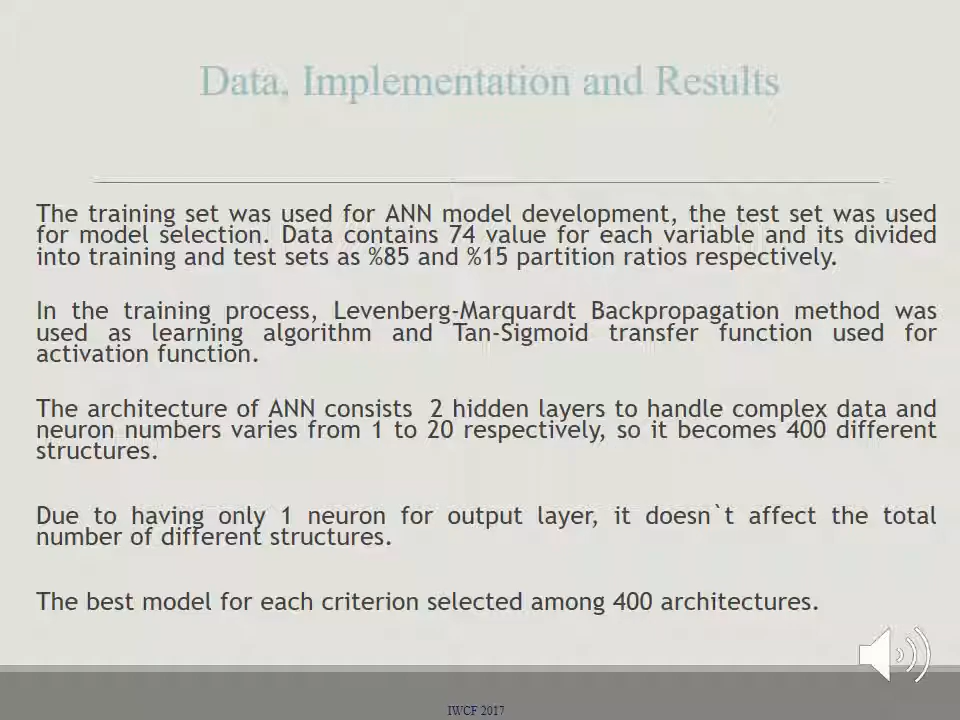 Data, Implementation and Results
The training set was used for ANN model development, the test set was used
for model selection. Data contains 74 value for each variable and its divided
into training and test sets as %85 and %15 partition ratios respectively.
In the training process, Levenberg-Marquardt Backpropagation method was
used as learning algorithm and Tan-Sigmoid transfer function used for
activation function.
The architecture of ANN consists 2 hidden layers to handle complex data and
neuron numbers varies from 1 to 20 respectively, so it becomes 400 different
structures.
Due to having only 1 neuron for output layer, it doesn`t affect the total
number of different structures.
The best model for each criterion selected among 400 architectures.
IWCF 2017